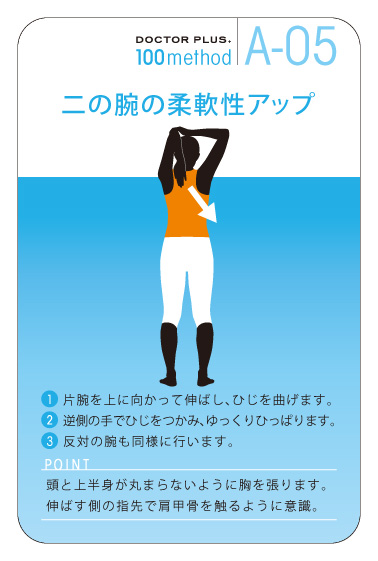 DOCTOR PLUS.
100method
A-05
二の腕の柔軟性アップ
1 片腕を上に向かって伸ばし、ひじを曲げます。
2 逆側の手でひじをつかみ、ゆっくりひっぱります。
3 反対の腕も同様に行います。
POINT
頭と上半身が丸まらないように胸を張ります。
伸ばす側の指先で肩甲骨を触るように意識。